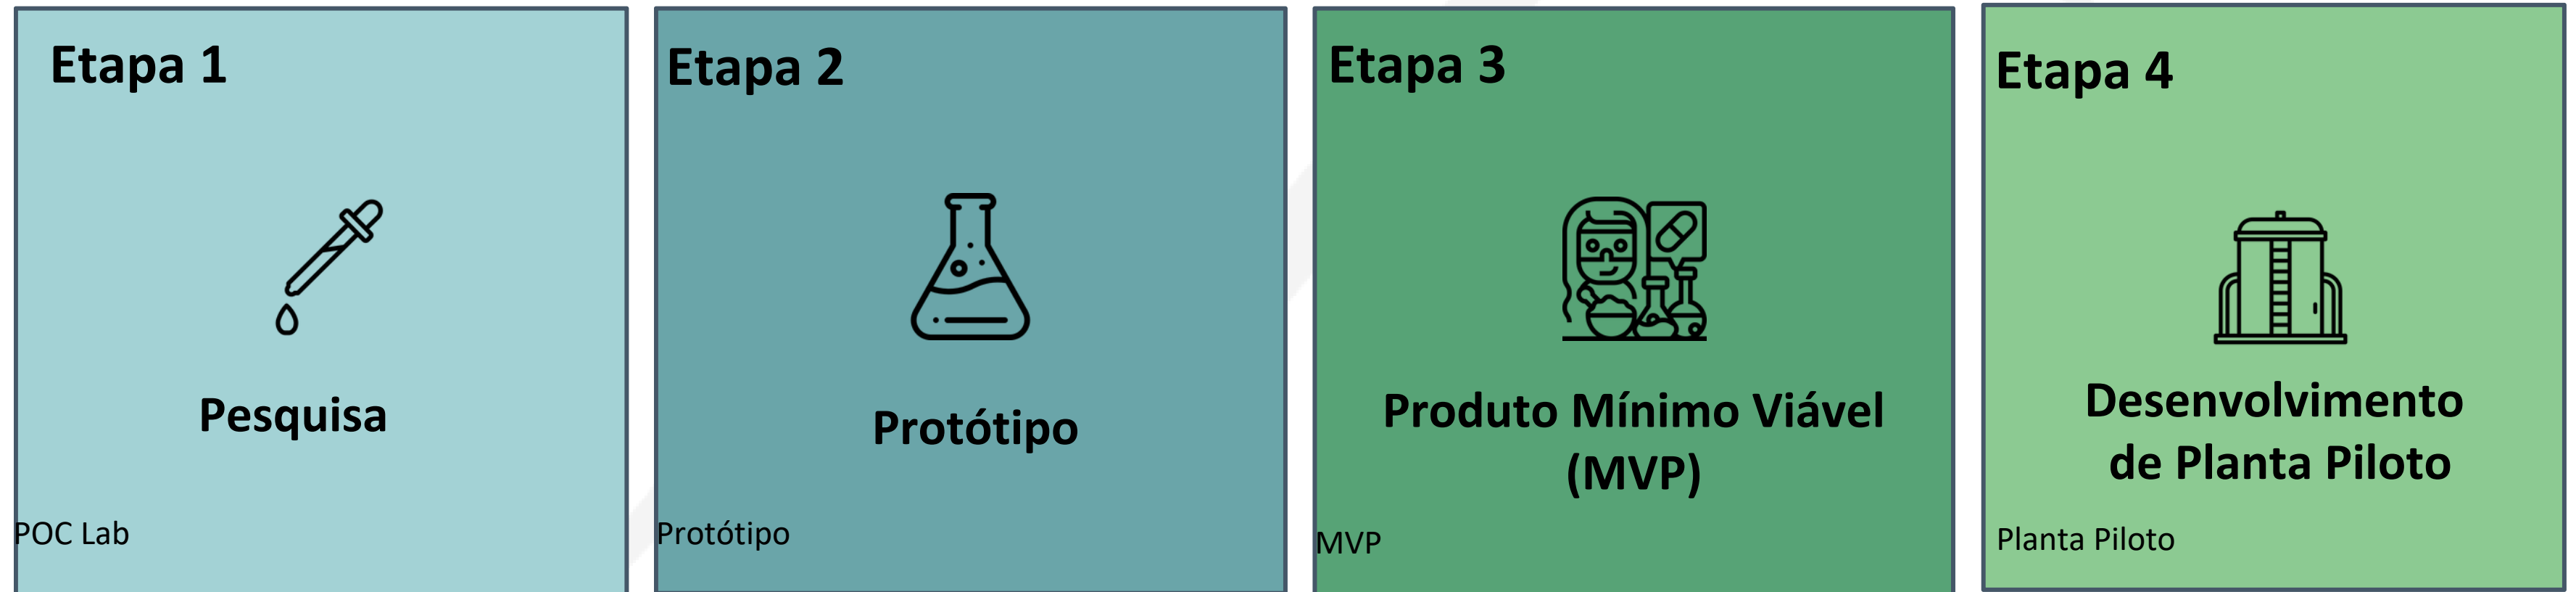 Etapa 1
Pesquisa
POC Lab
Etapa 2
Protótipo
Protótipo
Etapa 3
Produto Mínimo Viável
(MVP)
MVP
Etapa 4
Desenvolvimento
de Planta Piloto
Planta Piloto